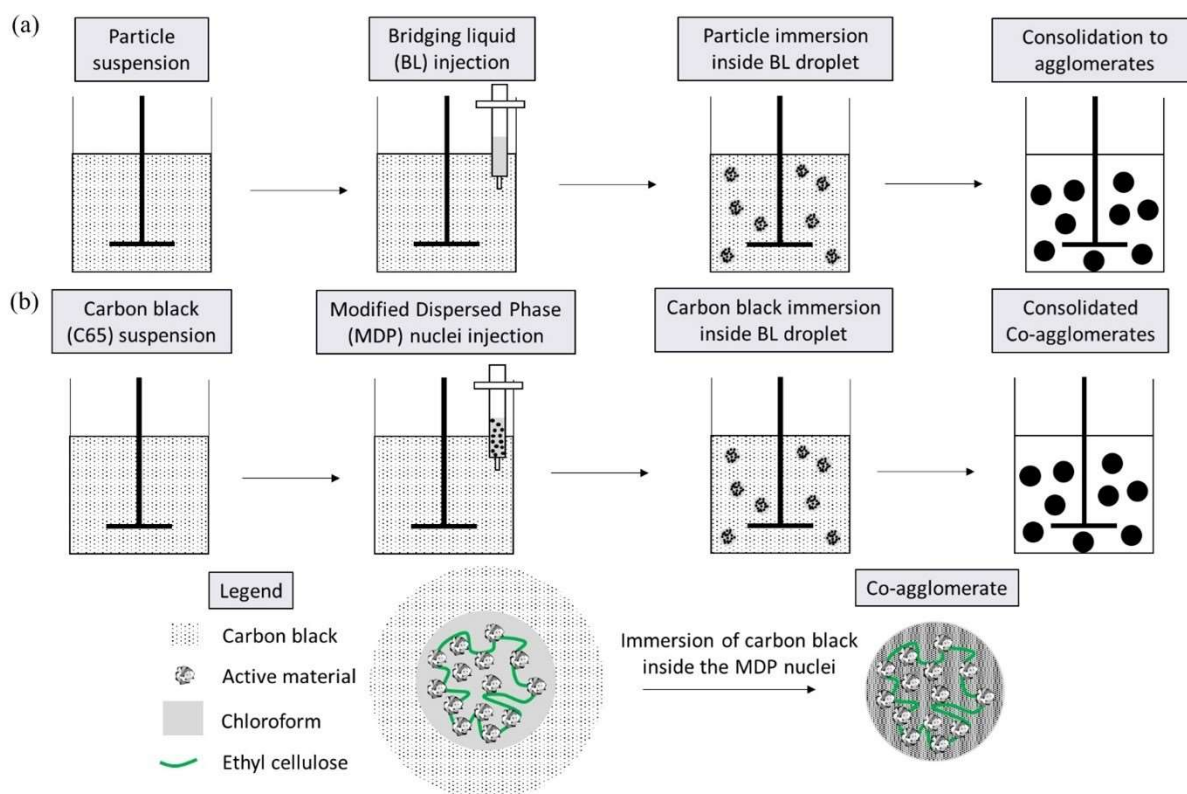 (a)
Particle
suspension
Bridging liquid
(BL) injection
Particle immersion
inside BL droplet
Consolidation to
agglomerates
(b)
Carbon black
(C65) suspension
Modified Dispersed Phase
(MDP) nuclei injection
Carbon black immersion
inside BL droplet
Consolidated
Co-agglomerates
Legend
Carbon black
Active material
Chloroform
Ethyl cellulose
Immersion of carbon black
inside the MDP nuclei
Co-agglomerate